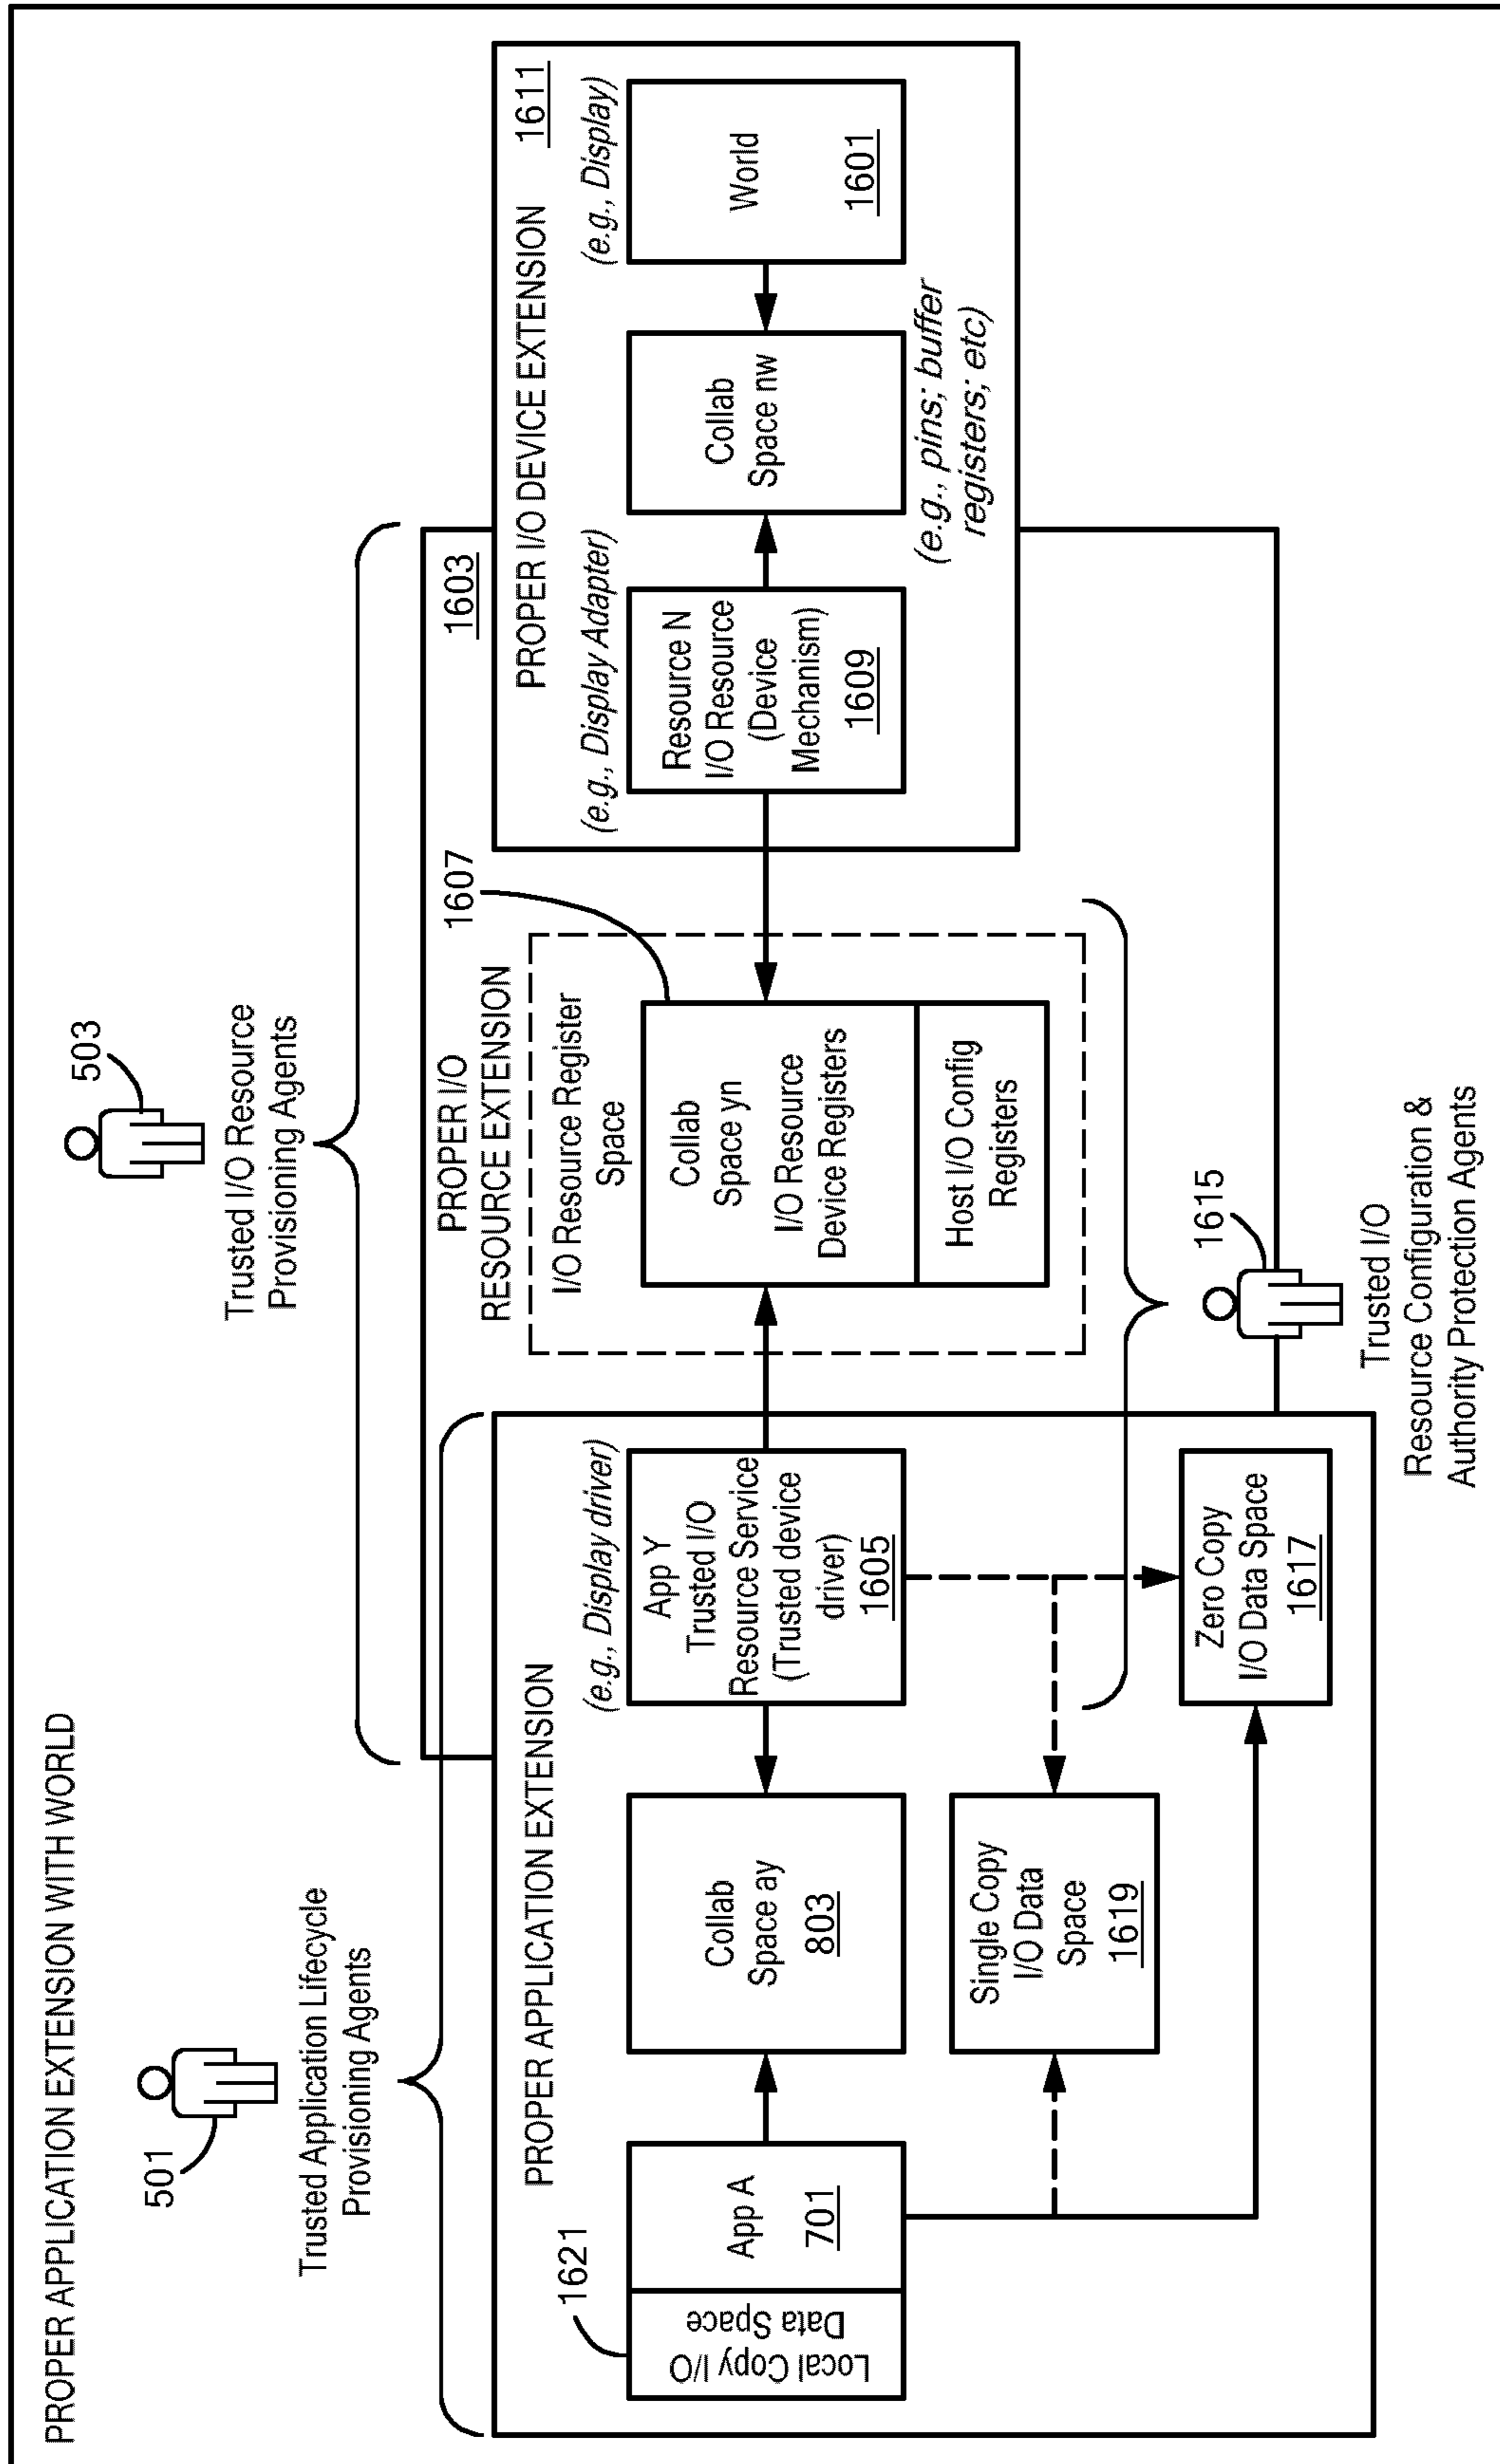 PROPER APPLICATION EXTENSION WITH WORLD
501
Trusted Application Lifecycle
Provisioning Agents
503
Trusted I/O Resource
Provisioning Agents
PROPER APPLICATION EXTENSION
1621
Local Copy I/O
Data Space
App A
701
Collab
Space ay
803
(e.g., Display driver)
App Y
Trusted I/O
Resource Service
(Trusted device
driver)
1605
Single Copy
I/O Data
Space
1619
Zero Copy
I/O Data Space
1617
PROPER I/O
RESOURCE EXTENSION
1603
I/O Resource Register
Space
1607
Collab
Space yn
I/O Resource
Device Registers
Host I/O Config
Registers
1615
Trusted I/O
Resource Configuration &
Authority Protection Agents
PROPER I/O DEVICE EXTENSION
1611
(e.g., Display Adapter)
Resource N
I/O Resource
(Device
Mechanism)
1609
Collab
Space nw
(e.g., pins; buffer
registers; etc)
(e.g., Display)
World
1601